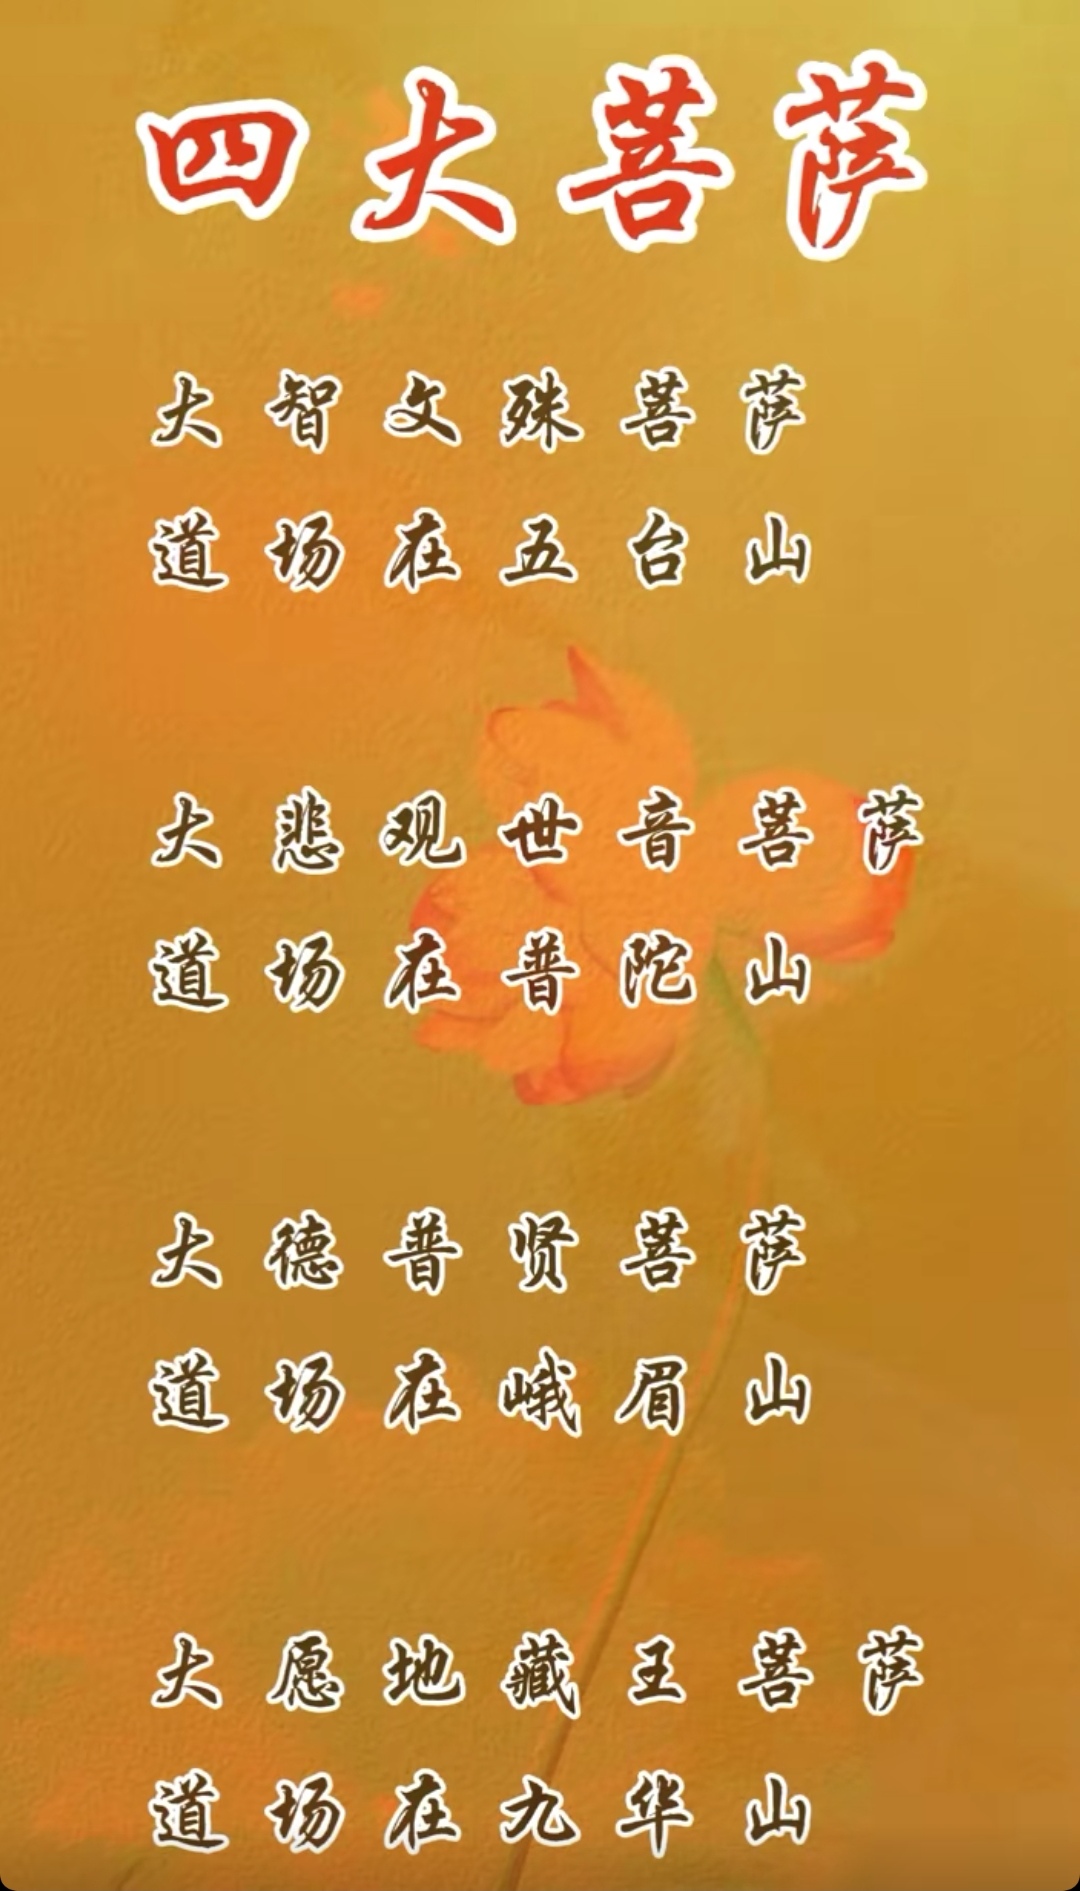 四大菩萨
大智文殊菩萨
道场在五台山
大悲观世音菩萨
道场在普陀山
大德普贤菩萨
道场在峨眉山
大愿地藏王菩萨
道场在九华山